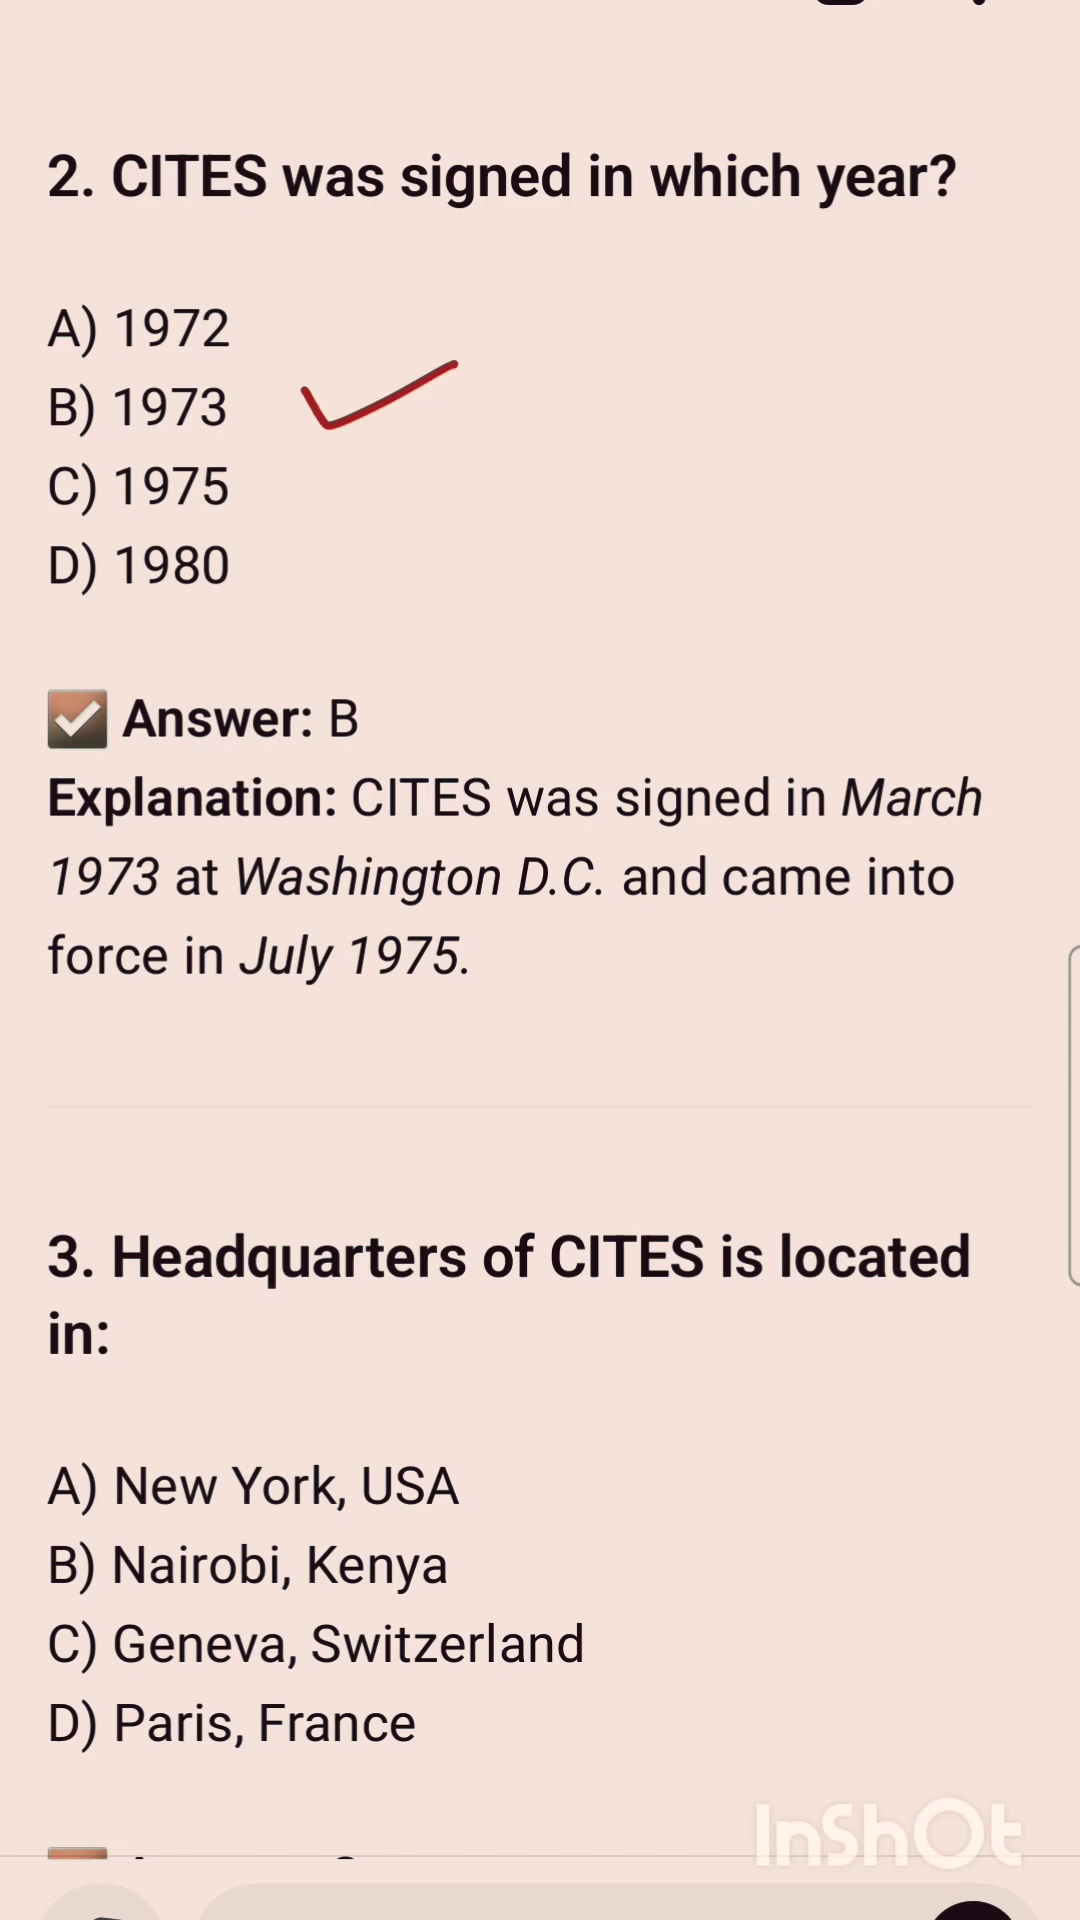 2. CITES was signed in which year?
A) 1972
B) 1973
C) 1975
D) 1980
Answer: B
Explanation: CITES was signed in March
1973 at Washington D.C. and came into
force in July 1975.
3. Headquarters of CITES is located
in:
A) New York, USA
B) Nairobi, Kenya
C) Geneva, Switzerland
D) Paris, France
InShOt